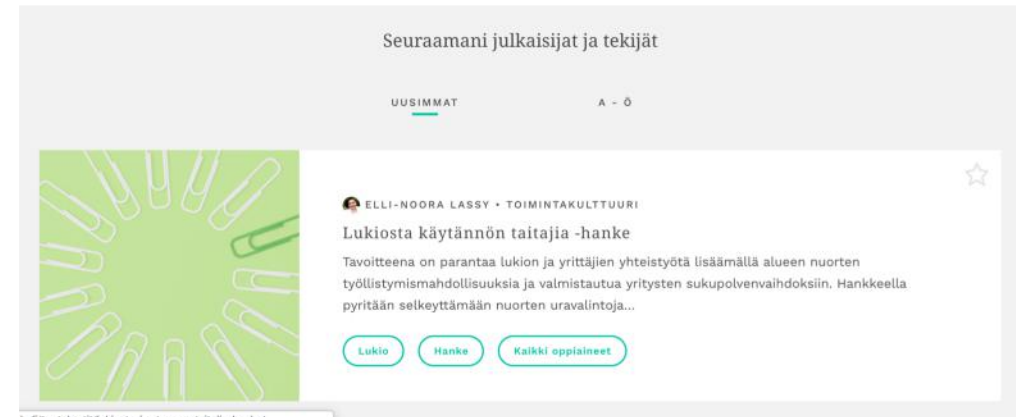 Seuraamani julkaisijat ja tekijät
UUSIMMAT
A - Ö
ELLI-NOORA LASSY • TOIMINTAKULTTUURI
Lukiosta käytännön taitajia -hanke
Tavoitteena on parantaa lukion ja yrittäjien yhteistyötä lisäämällä alueen nuorten
työllistymismahdollisuuksia ja valmistautua yritysten sukupolvenvaihdoksiin. Hankkeella
pyritään selkeyttämään nuorten uravalintoja...
Lukio
Hanke
Kaikki oppiaineet